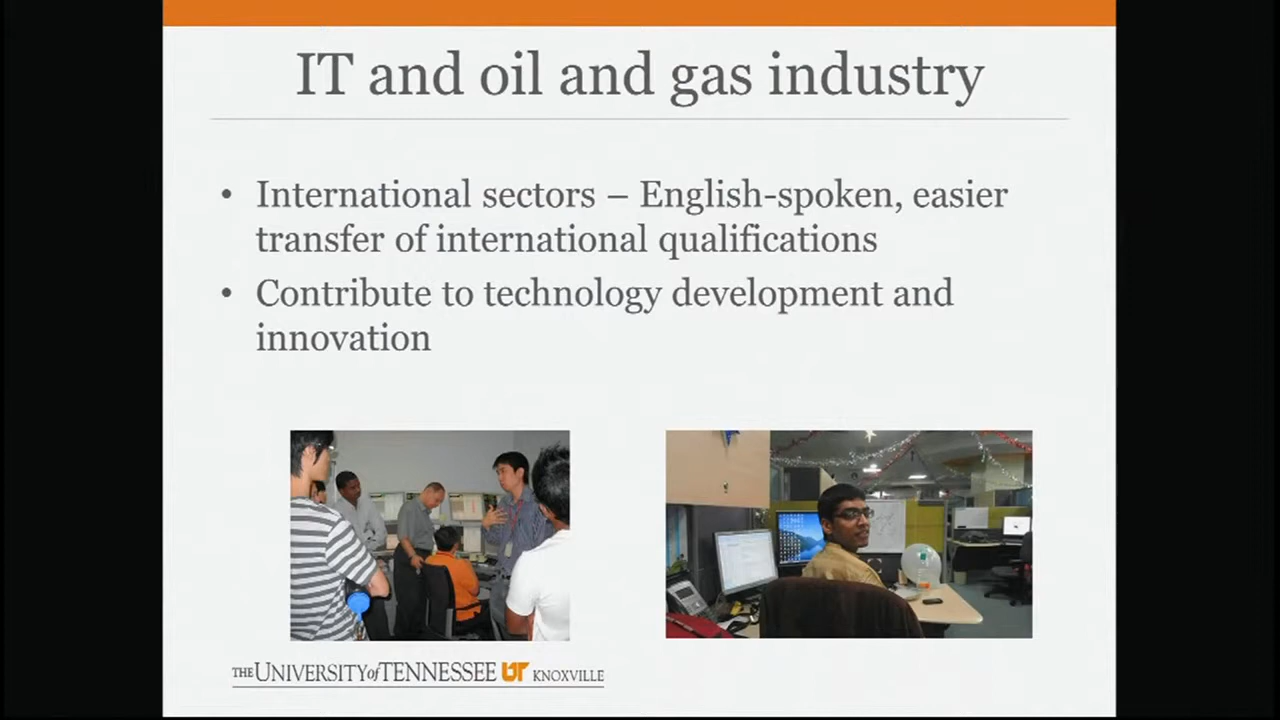 IT and oil and gas industry
• International sectors – English-spoken, easier
transfer of international qualifications
• Contribute to technology development and
innovation
THE UNIVERSITY of TENNESSEE UT KNOXVILLE